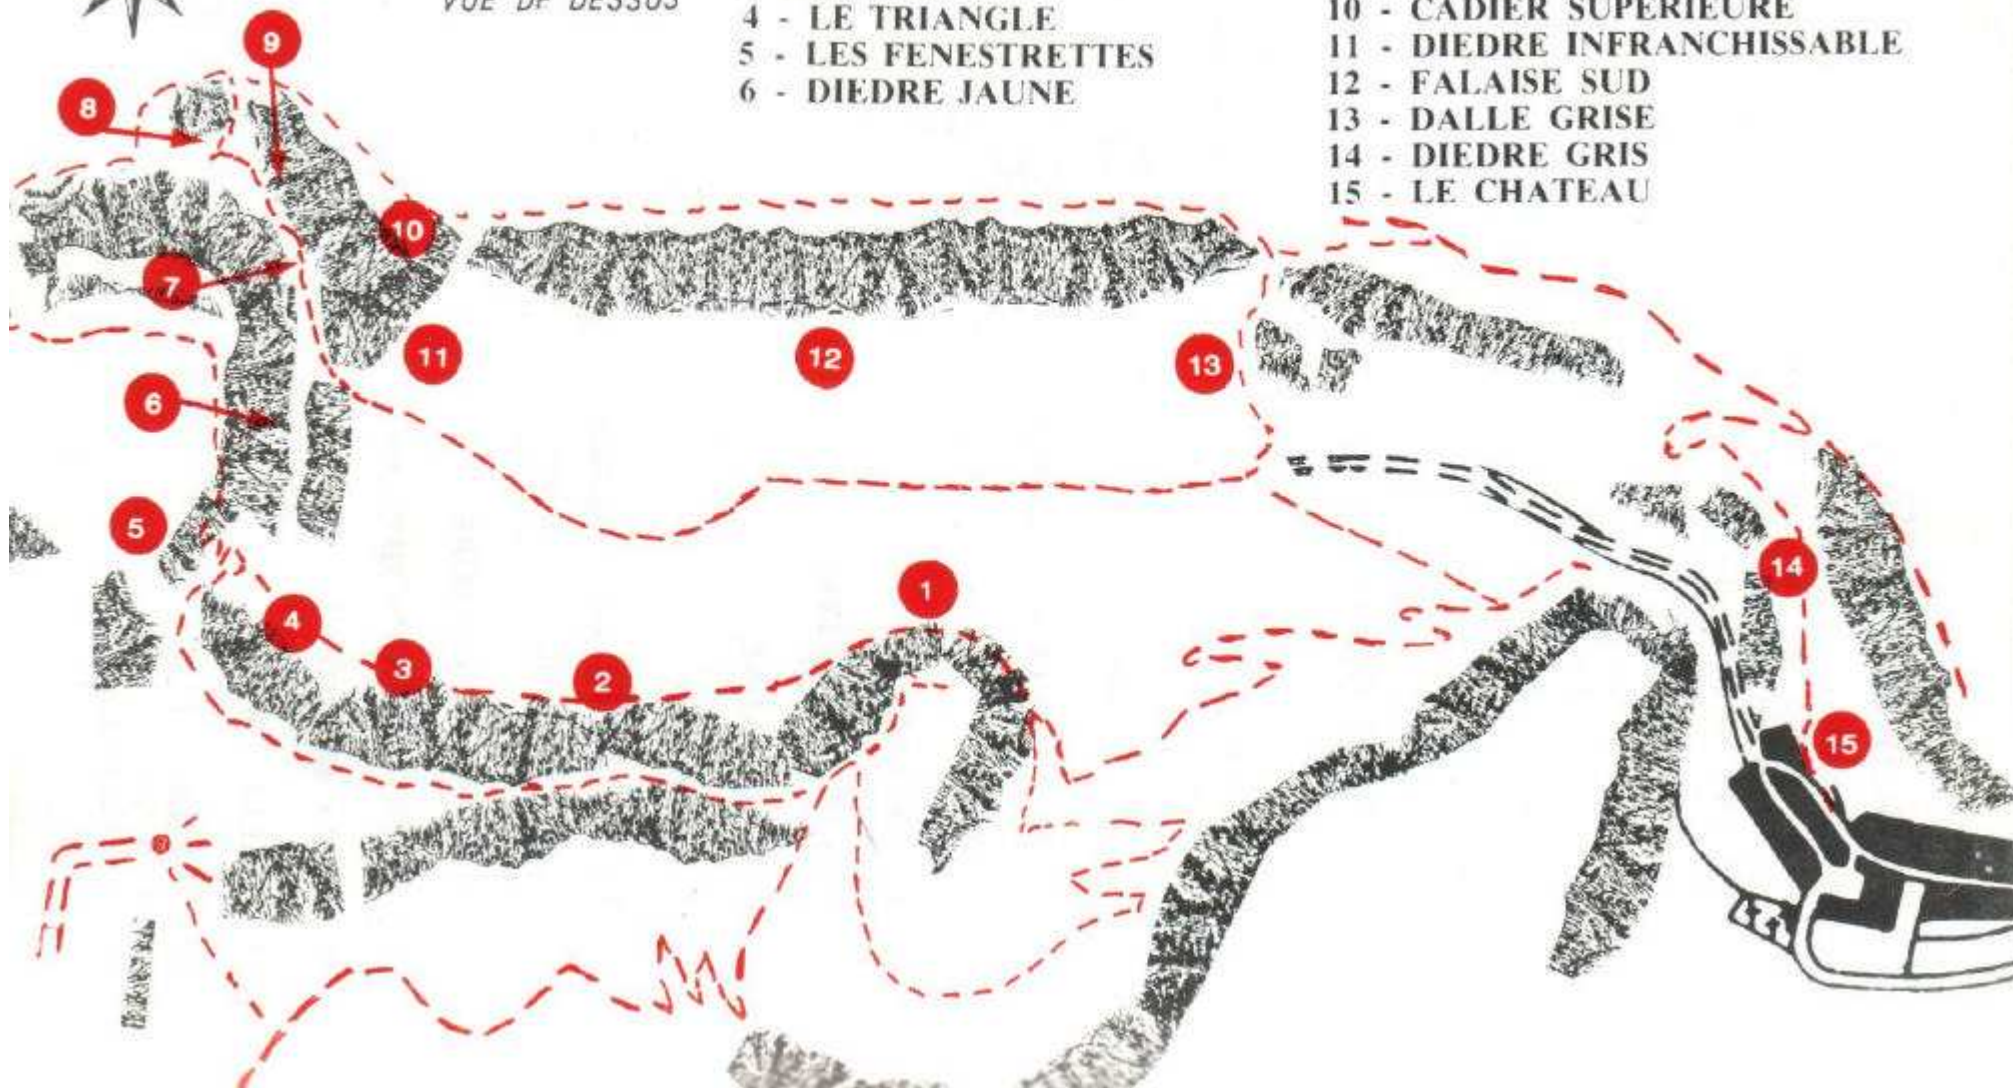 VUE DE DESSUS
4 - LE TRIANGLE
5 - LES FENESTRETTES
6 - DIEDRE JAUNE
10 - CADIER SUPERIEURE
11 - DIEDRE INFRANCHISSABLE
12 - FALAISE SUD
13 - DALLE GRISE
14 - DIEDRE GRIS
15 - LE CHATEAU
9
8
10
7
11
12
13
6
5
14
1
4
3
2
15